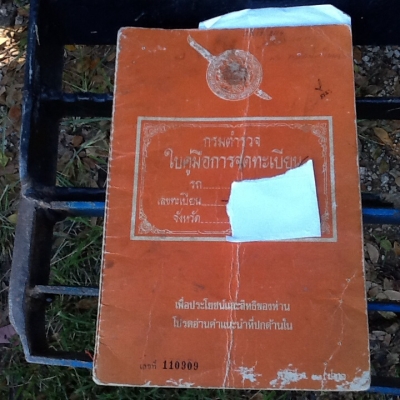 กรมตำรวจ
ใบคู่มือการจดทะเบียน
รถ
เลขทะเบียน
จังหวัด
เพื่อประโยชน์และสิทธิของท่าน
โปรดอ่านคำแนะนำที่ปกด้านใน
เลขที่ 110909